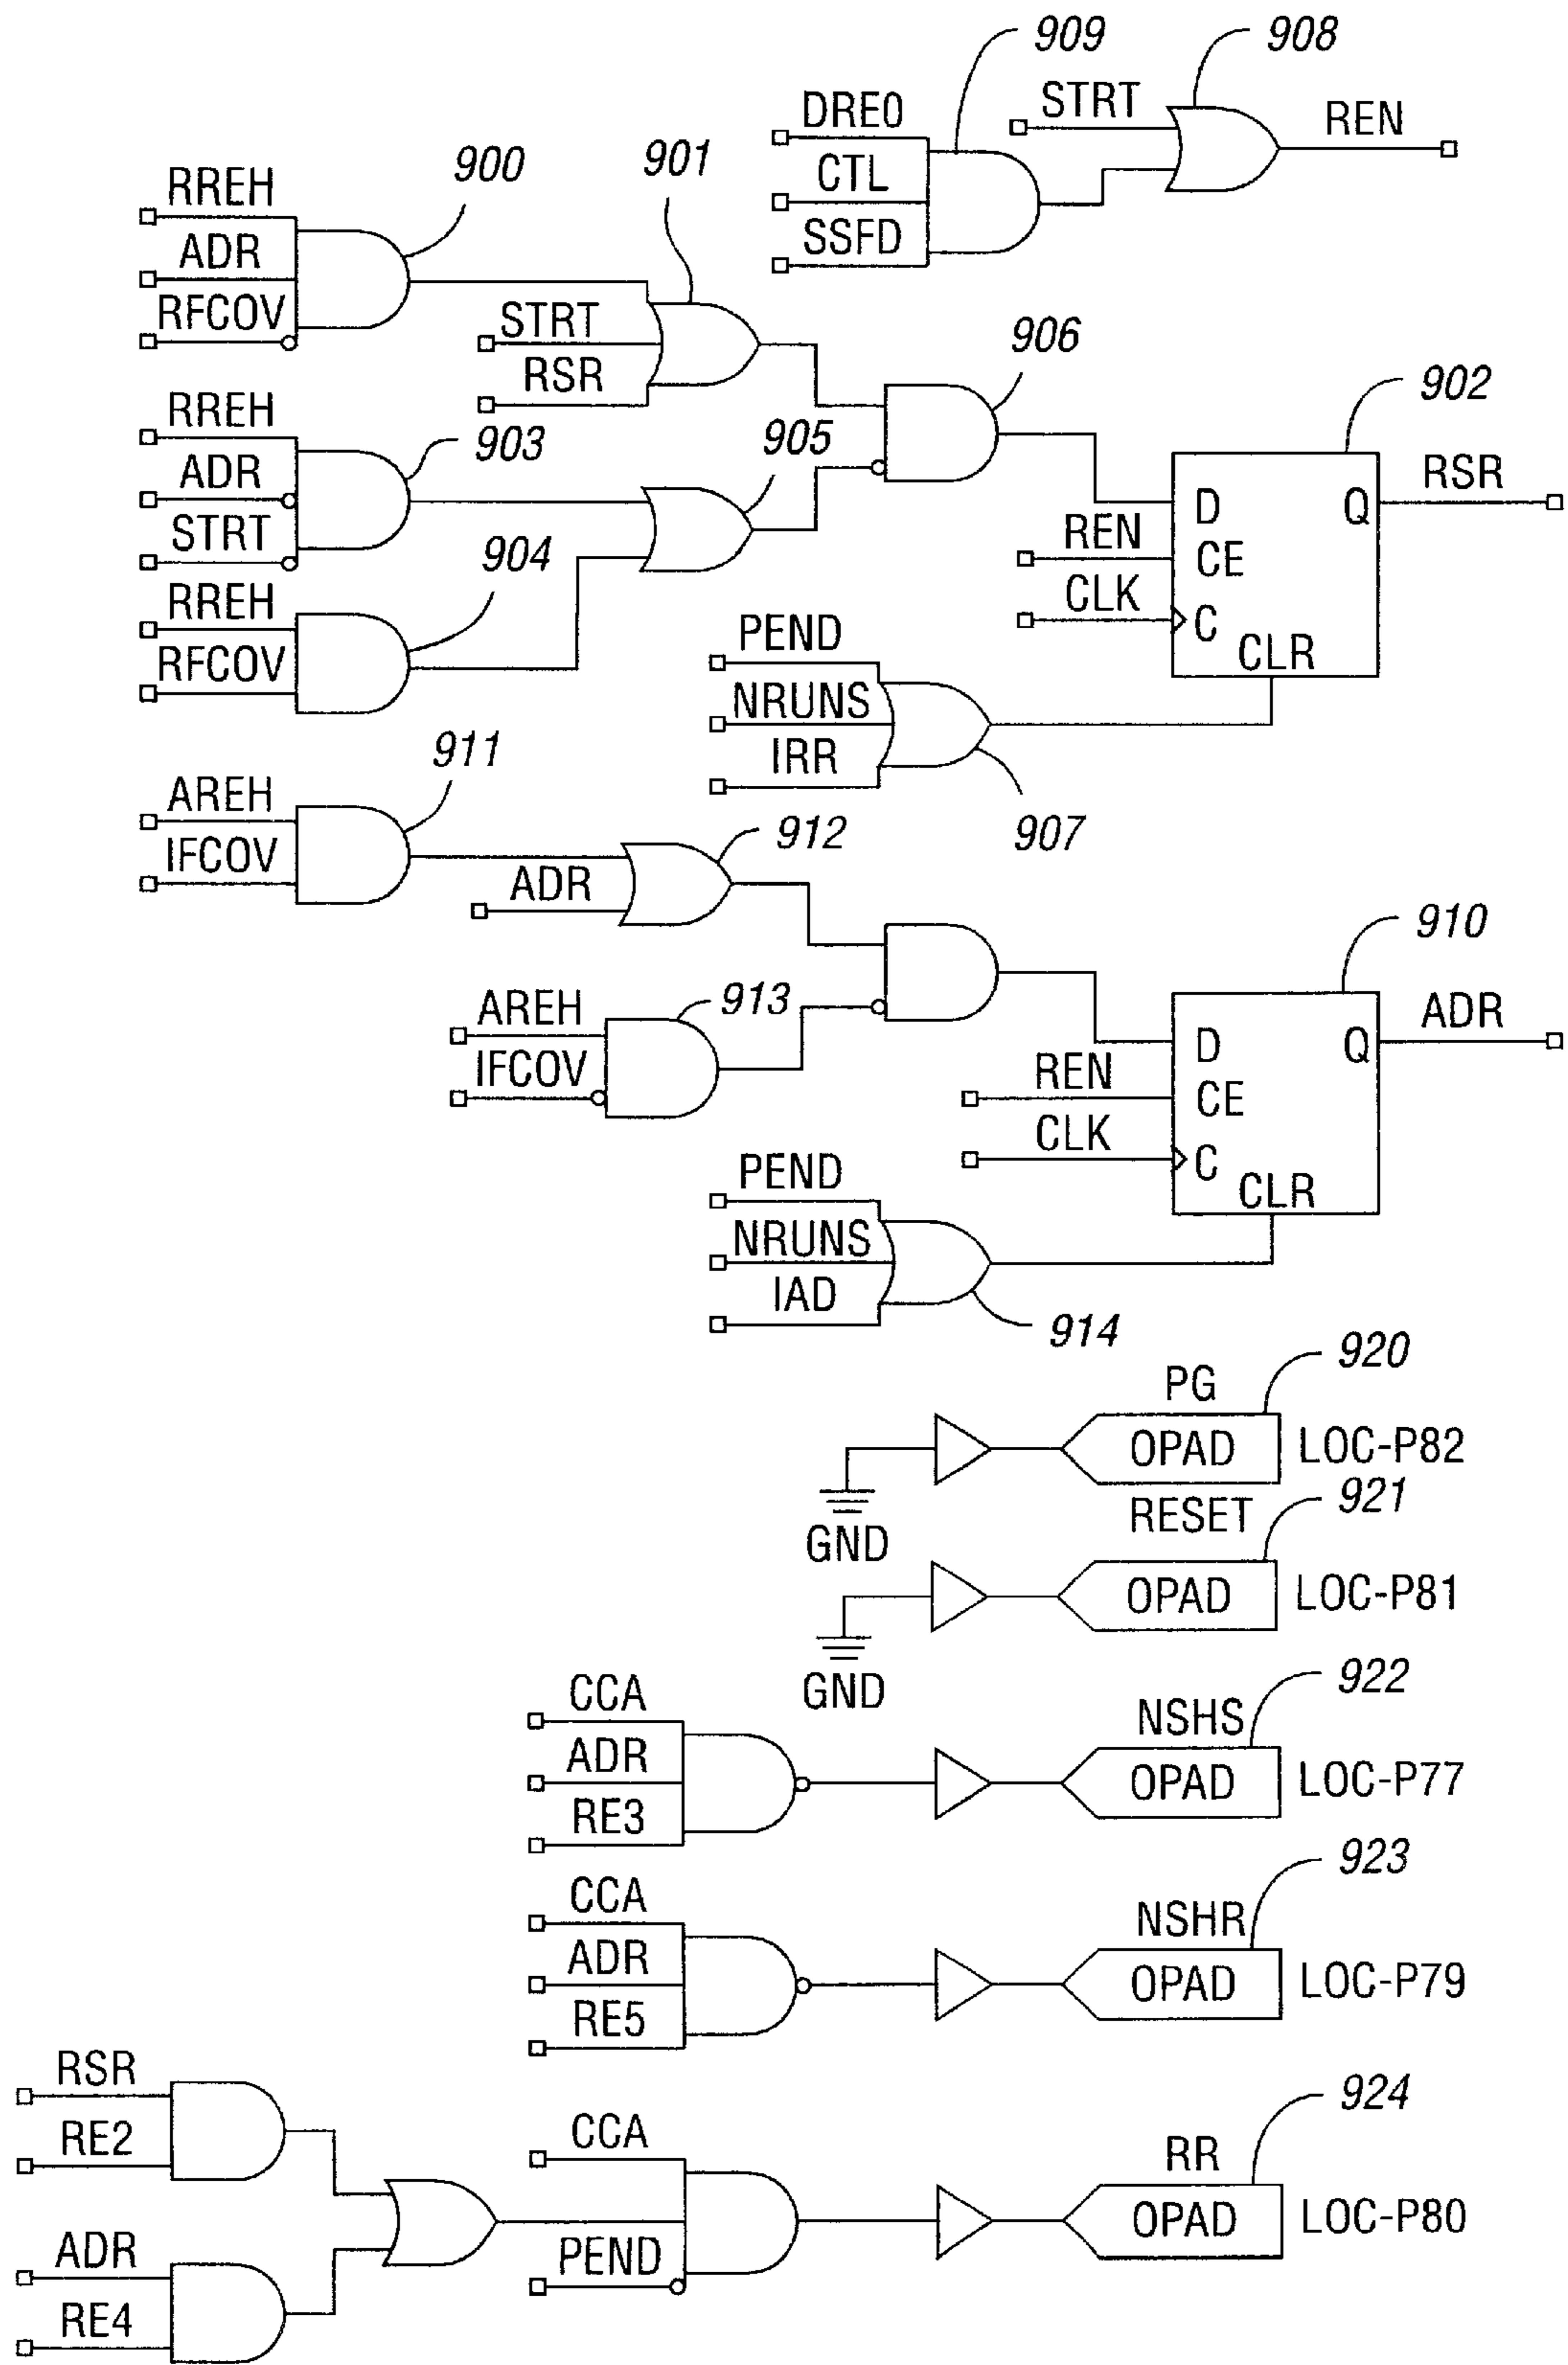 909
908
DRE0
STRT
REN
CTL
SSFD
900
901
RREH
ADR
RFCOV
STRT
RSR
906
902
RREH
903
ADR
STRT
905
904
RREH
RFCOV
D
Q
RSR
REN
CE
CLK
C
CLR
PEND
NRUNS
IRR
907
911
AREH
IFCOV
912
ADR
910
AREH
913
IFCOV
D
Q
ADR
REN
CE
CLK
C
CLR
PEND
NRUNS
IAD
914
920
PG
OPAD
LOC-P82
GND
921
RESET
OPAD
LOC-P81
GND
922
CCA
ADR
RE3
NSHS
OPAD
LOC-P77
923
CCA
ADR
RE5
NSHR
OPAD
LOC-P79
RSR
RE2
924
CCA
RR
OPAD
LOC-P80
PEND
ADR
RE4